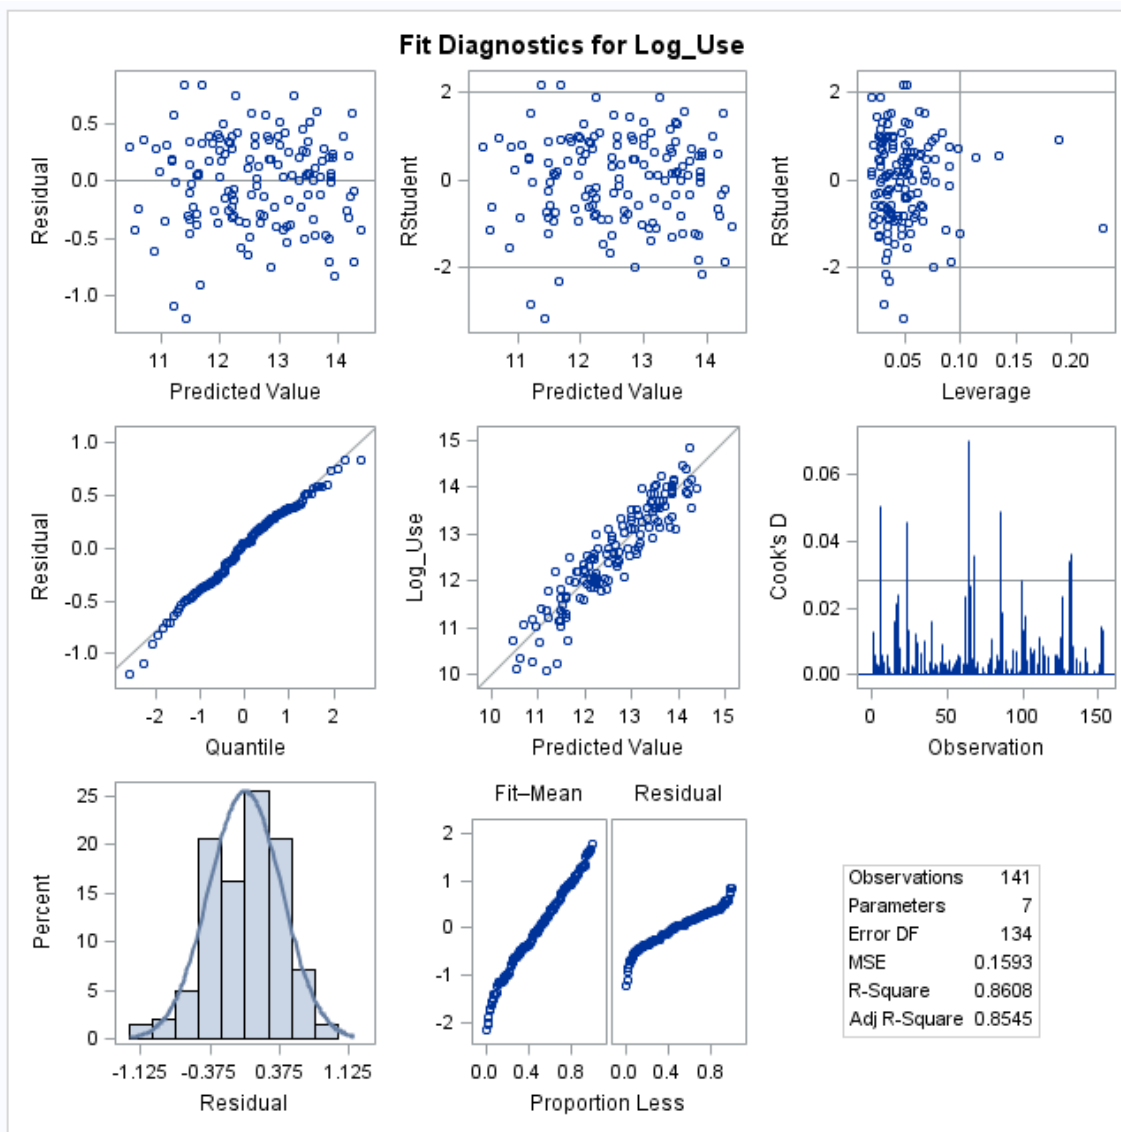 Fit Diagnostics for Log_Use
0.5
0.0
-0.5
-1.0
Residual
11 12 13 14
Predicted Value
2
0
-2
RStudent
11 12 13 14
Predicted Value
2
0
-2
RStudent
0.05 0.10 0.15 0.20
Leverage
1.0
0.5
0.0
-0.5
-1.0
Residual
-2 -1 0 1 2
Quantile
15
14
13
12
11
10
Log_Use
10 11 12 13 14 15
Predicted Value
0.06
0.04
0.02
0.00
Cook's D
0 50 100 150
Observation
25
20
15
10
5
0
Percent
-1.125 -0.375 0.375 1.125
Residual
Fit–Mean Residual
2
1
0
-1
-2
0.0 0.4 0.8 0.0 0.4 0.8
Proportion Less
Observations 141
Parameters 7
Error DF 134
MSE 0.1593
R-Square 0.8608
Adj R-Square 0.8545